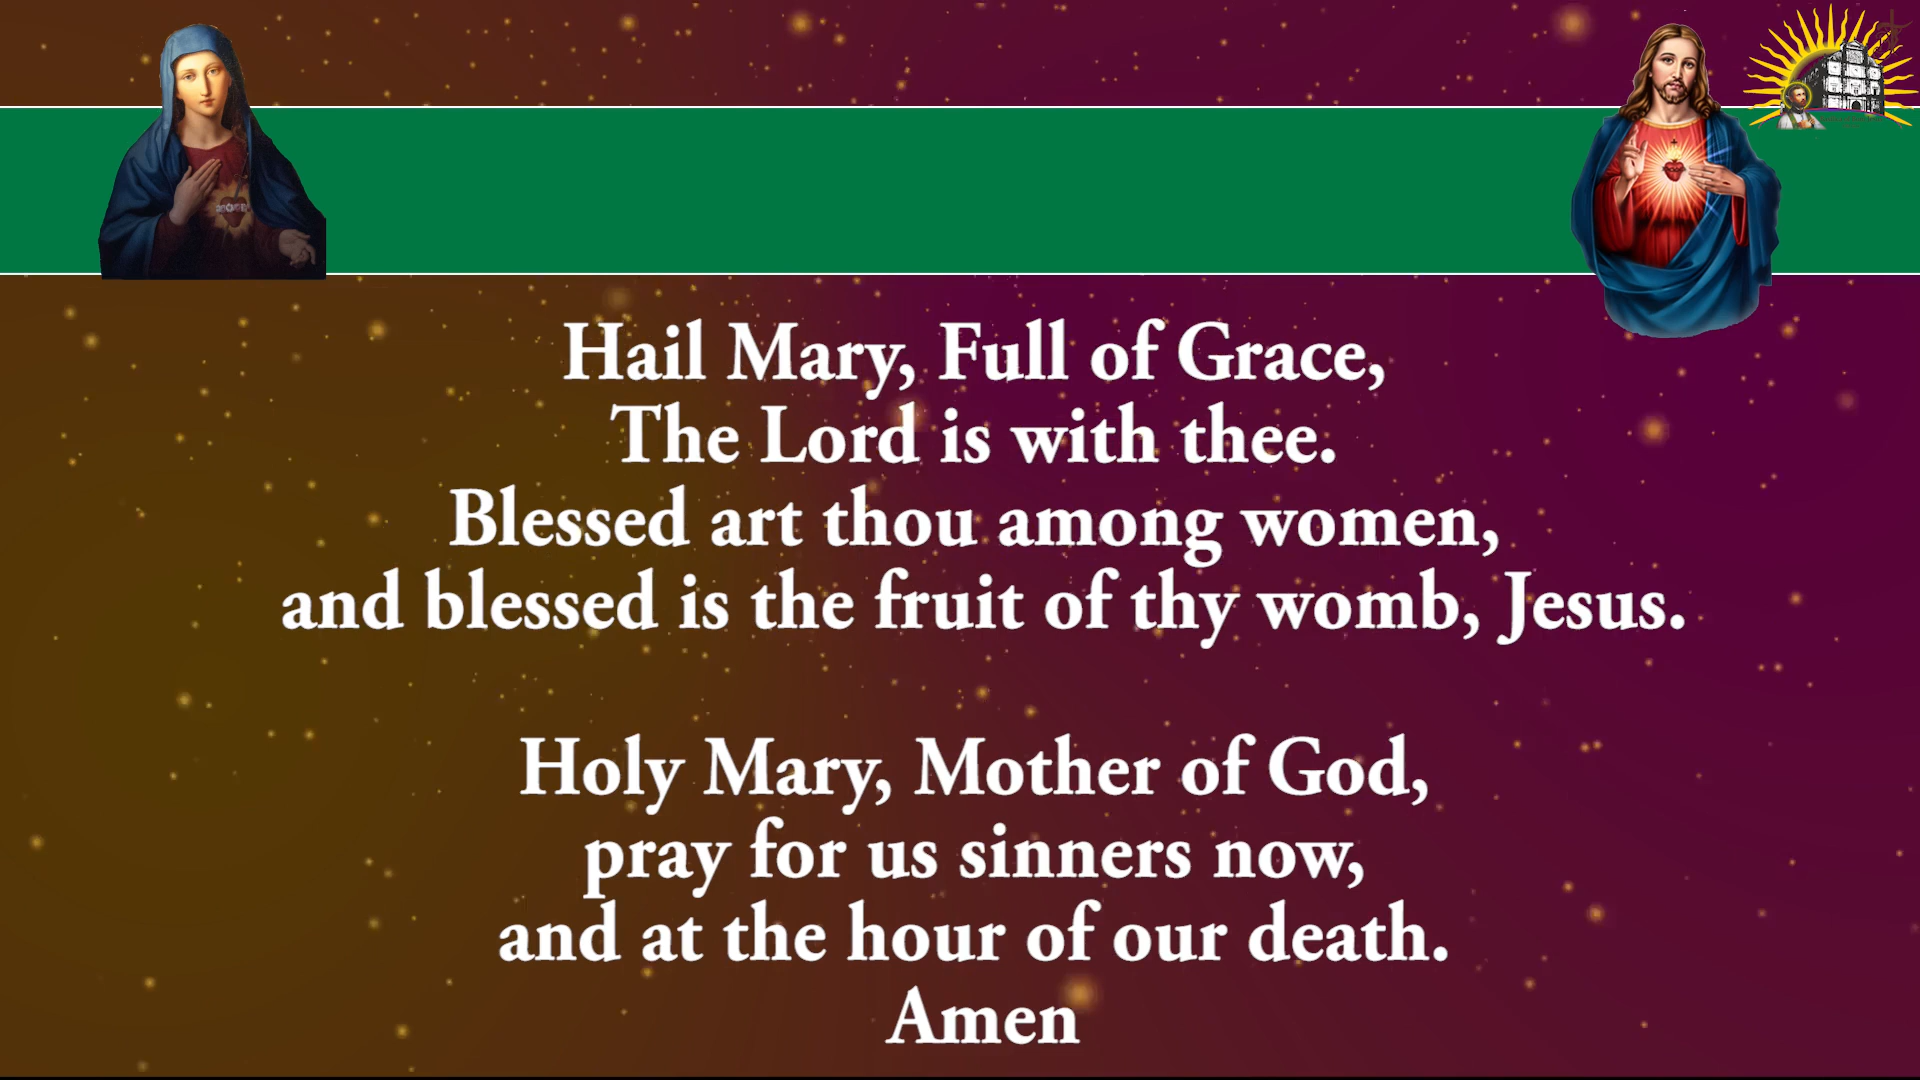 Hail Mary, Full of Grace,
The Lord is with thee.
Blessed art thou among women,
and blessed is the fruit of thy womb, Jesus.
Holy Mary, Mother of God,
pray for us sinners now,
and at the hour of our death.
Amen